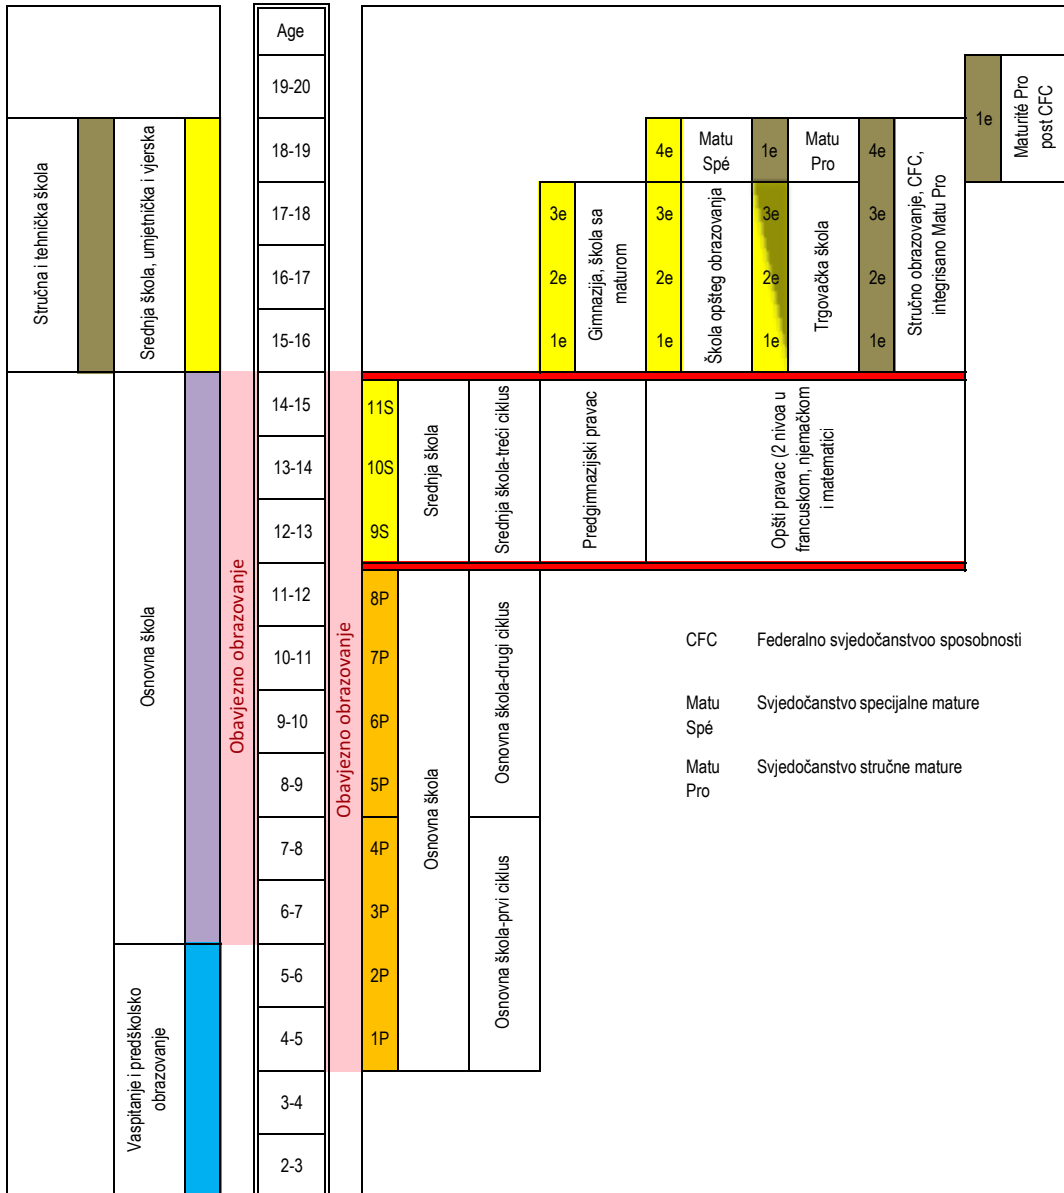 Age
19-20
18-19
17-18
16-17
15-16
14-15
13-14
12-13
11-12
10-11
9-10
8-9
7-8
6-7
5-6
4-5
3-4
2-3
Stručna i tehnička škola
Srednja škola, umjetnička i vjerska
Osnovna škola
Vaspitanje i predškolsko
obrazovanje
Obavjezno obrazovanje
Obavjezno obrazovanje
11S
10S
9S
8P
7P
6P
5P
4P
3P
2P
1P
Srednja škola
Osnovna škola
Srednja škola-treći ciklus
Osnovna škola-drugi ciklus
Osnovna škola-prvi ciklus
3e
2e
1e
Gimnazija, škola sa
maturom
Predgimnazijski pravac
4e
3e
2e
1e
Matu
Spé
Škola opšteg obrazovanja
1e
3e
2e
1e
Matu
Pro
Trgovačka škola
4e
3e
2e
1e
Stručno obrazovanje, CFC,
integrisano Matu Pro
1e
Maturité Pro
post CFC
Opšti pravac (2 nivoa u
francuskom, njemačkom
i matematici
CFC Federalno svjedočanstvoo sposobnosti
Matu Svjedočanstvo specijalne mature
Spé
Matu Svjedočanstvo stručne mature
Pro